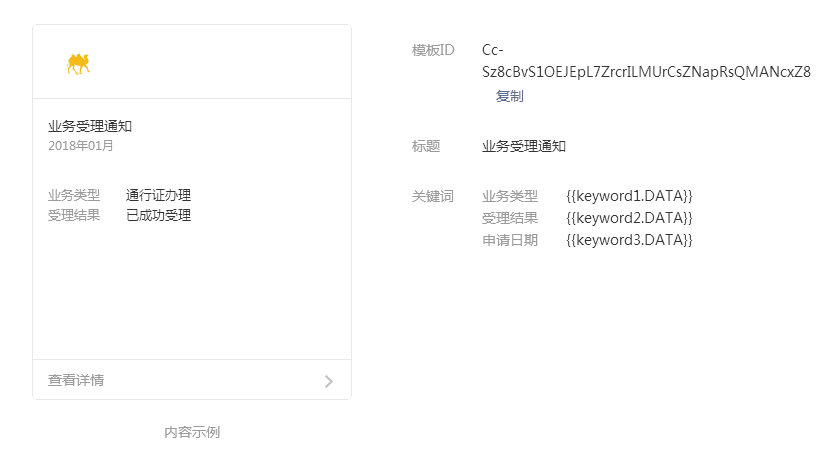 业务受理通知
2018年01月
业务类型 通行证办理
受理结果 已成功受理
查看详情
内容示例
模板ID Cc-
Sz8cBvS1OEJEpL7ZrcrILMUrCsZNapRsQMANcxZ8
复制
标题 业务受理通知
关键词 业务类型 {{keyword1.DATA}}
受理结果 {{keyword2.DATA}}
申请日期 {{keyword3.DATA}}